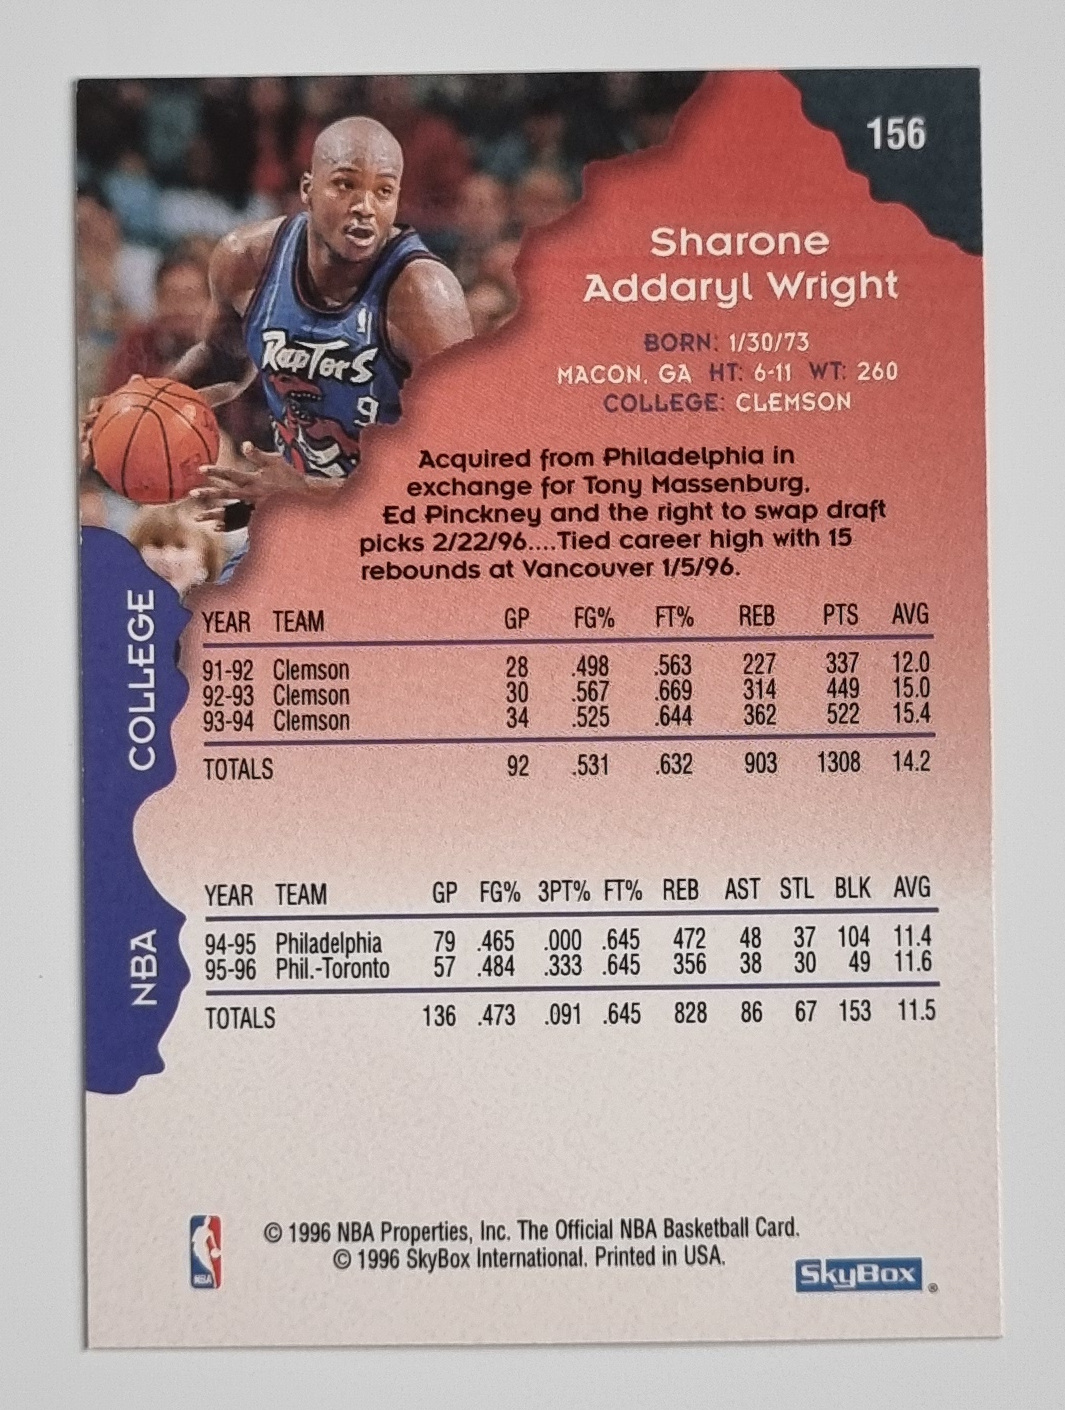 156
Sharone
Addaryl Wright
BORN: 1/30/73
MACON, GA HT: 6-11 WT: 260
COLLEGE: CLEMSON
RapTorS
9
Acquired from Philadelphia in
exchange for Tony Massenburg,
Ed Pinckney and the right to swap draft
picks 2/22/96....Tied career high with 15
rebounds at Vancouver 1/5/96.
COLLEGE
YEAR TEAM GP FG% FT% REB PTS AVG
91-92 Clemson 28 .498 .563 227 337 12.0
92-93 Clemson 30 .567 .669 314 449 15.0
93-94 Clemson 34 .525 .644 362 522 15.4
TOTALS 92 .531 .632 903 1308 14.2
NBA
YEAR TEAM GP FG% 3PT% FT% REB AST STL BLK AVG
94-95 Philadelphia 79 .465 .000 .645 472 48 37 104 11.4
95-96 Phil.-Toronto 57 .484 .333 .645 356 38 30 49 11.6
TOTALS 136 .473 .091 .645 828 86 67 153 11.5
© 1996 NBA Properties, Inc. The Official NBA Basketball Card.
© 1996 SkyBox International. Printed in USA.
NBA
SkyBox ®